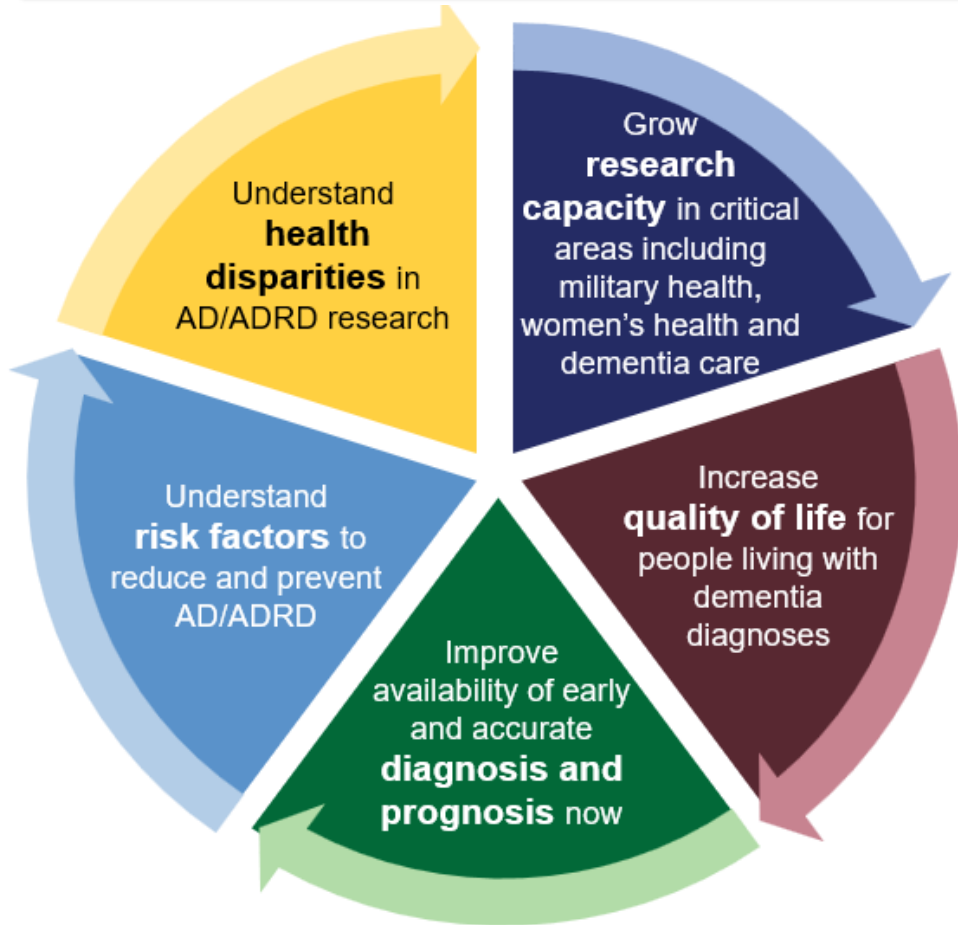 Grow
research
capacity in critical
areas including
military health,
women's health and
dementia care
Increase
quality of life for
people living with
dementia
diagnoses
Improve
availability of early
and accurate
diagnosis and
prognosis now
Understand
risk factors to
reduce and prevent
AD/ADRD
Understand
health
disparities in
AD/ADRD research